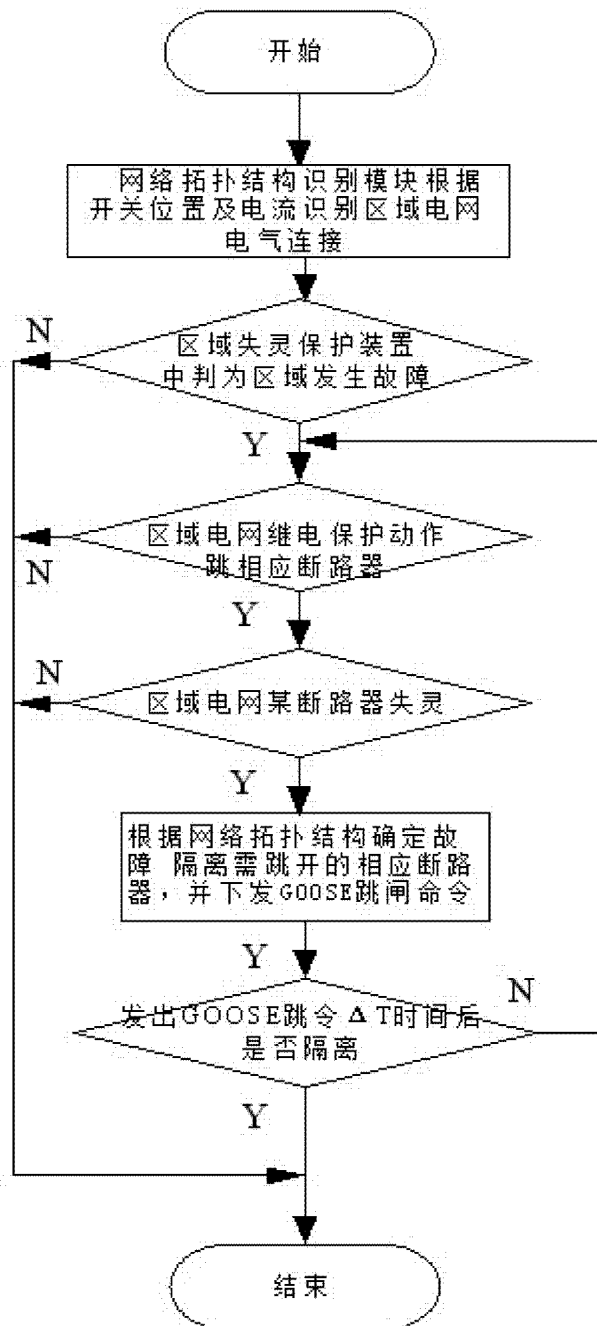 开始
网络拓扑结构识别模块根据
开关位置及电流识别区域电网
电气连接
N
区域失灵保护装置
中判为区域发生故障
Y
区域电网继电保护动作
跳相应断路器
N
Y
N
区域电网某断路器失灵
Y
根据网络拓扑结构确定故
障 隔离需跳开的相应断路
器，并下发GOOSE跳闸命令
Y
N
发出GOOSE跳令 Δ T时间后
是否隔离
Y
结束